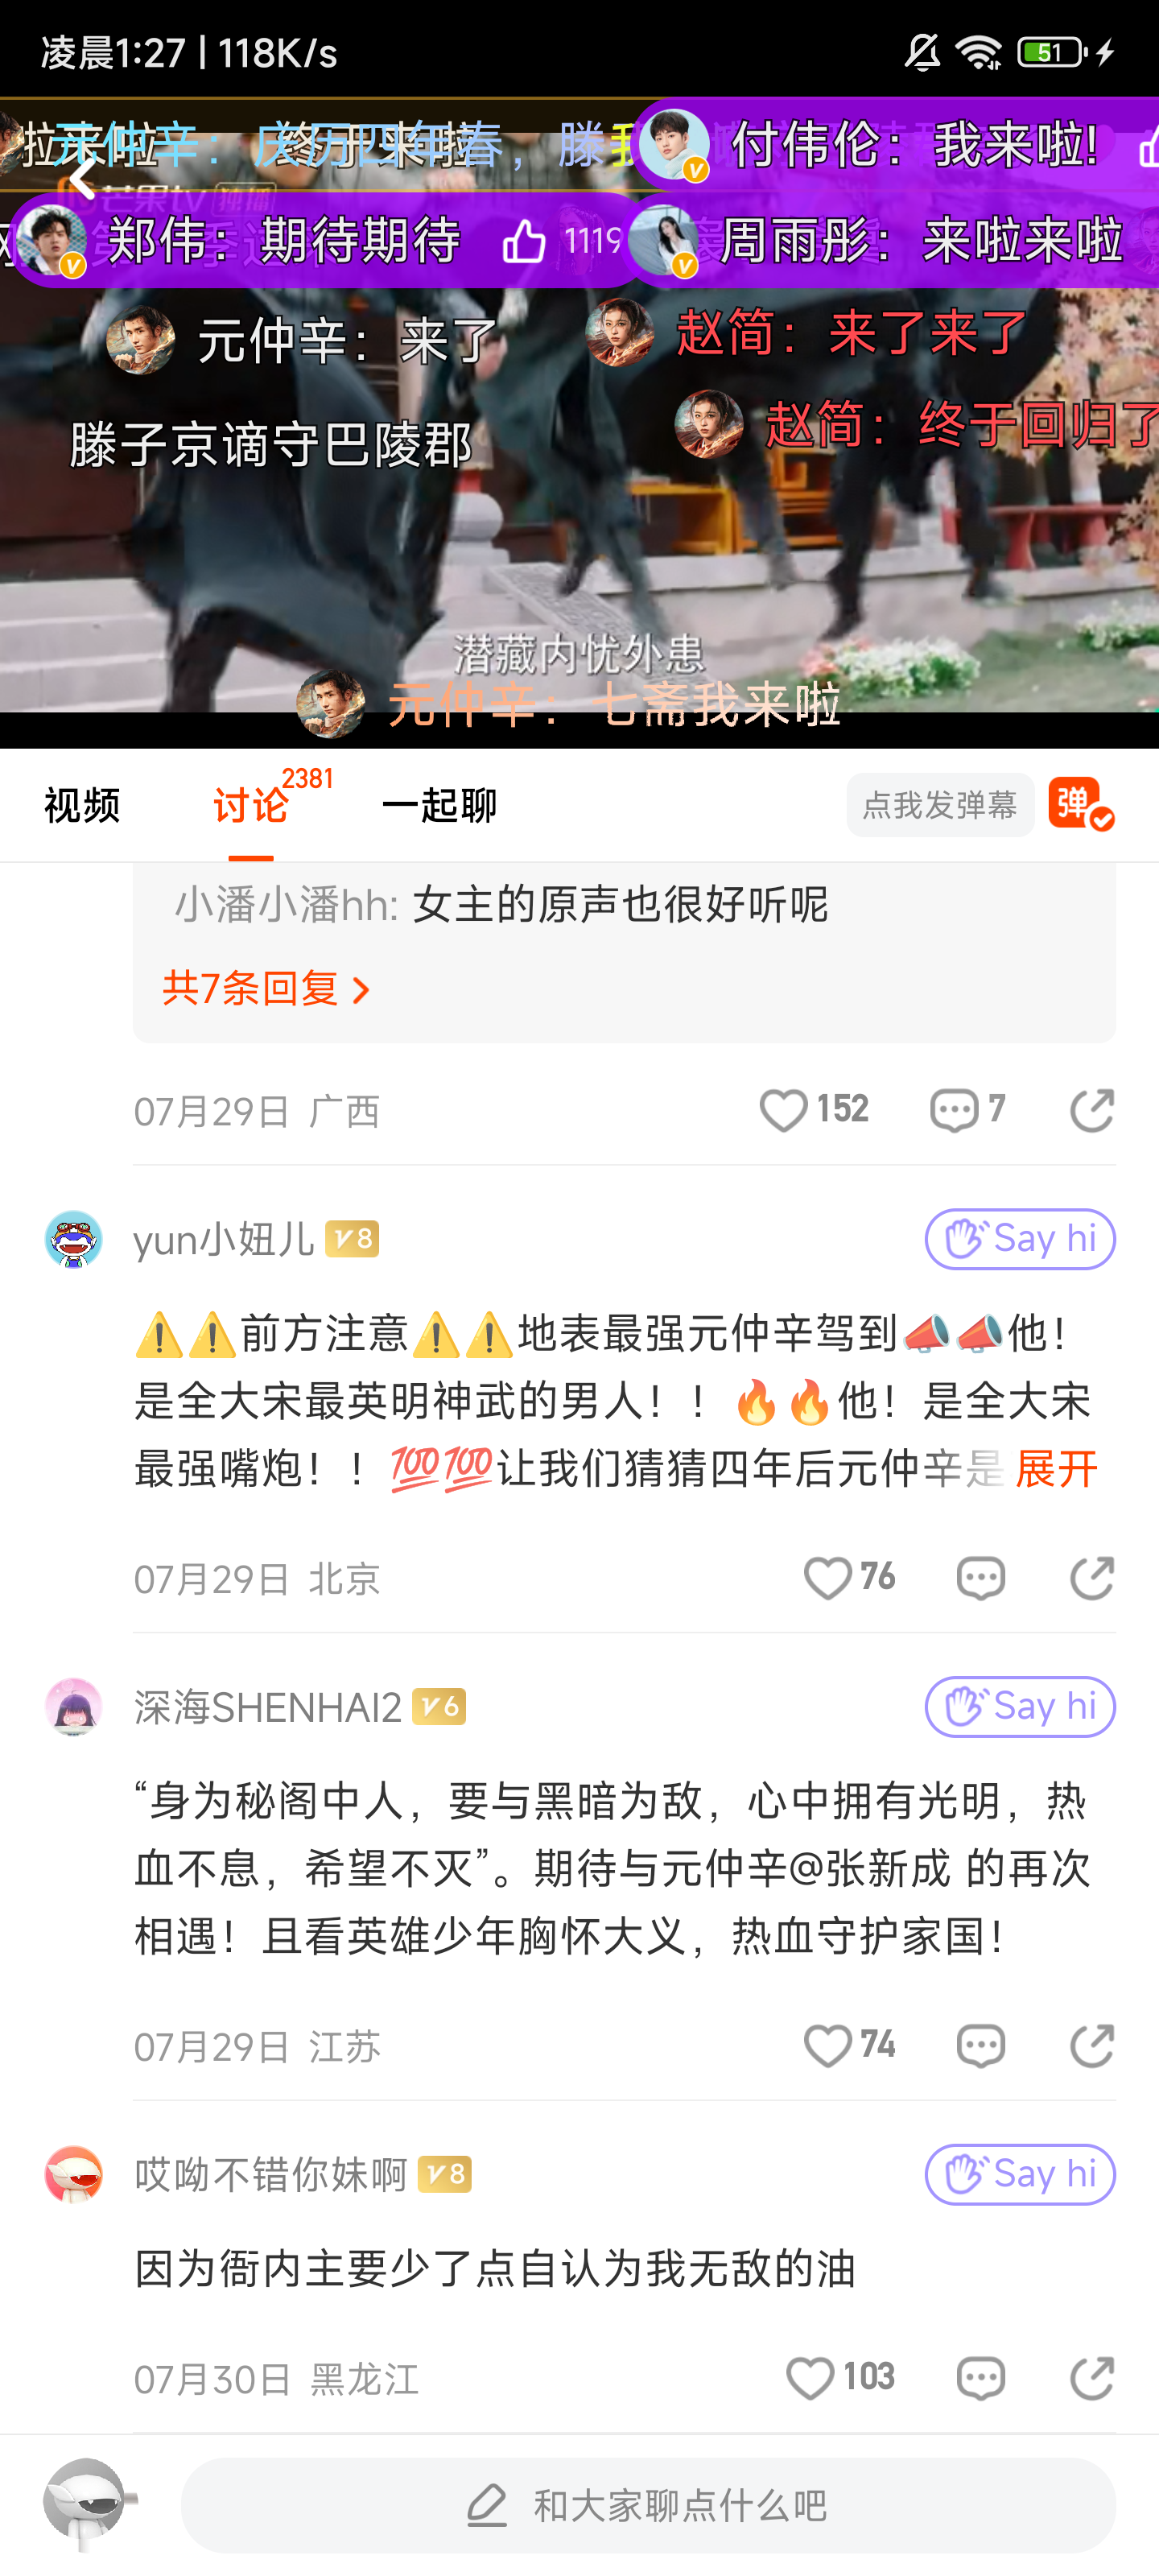 凌晨1:27 | 118K/s
51
元仲辛：庆历四年春，滕
付伟伦：我来啦!
芒果tv 独播
郑伟：期待期待 1119
周雨彤：来啦来啦
元仲辛：来了
赵简：来了来了
赵简：终于回归了
滕子京谪守巴陵郡
潜藏内忧外患
元仲辛：七斋我来啦
视频
讨论 2381
一起聊
点我发弹幕
弹
小潘小潘hh: 女主的原声也很好听呢
共7条回复 >
07月29日 广西
152
7
yun小妞儿 V8
Say hi
⚠️⚠️前方注意⚠️⚠️地表最强元仲辛驾到📣📣他！
是全大宋最英明神武的男人！！🔥🔥他！是全大宋
最强嘴炮！！💯💯让我们猜猜四年后元仲辛是 展开
07月29日 北京
76
深海SHENHAI2 V6
Say hi
“身为秘阁中人，要与黑暗为敌，心中拥有光明，热
血不息，希望不灭”。期待与元仲辛@张新成 的再次
相遇！且看英雄少年胸怀大义，热血守护家国！
07月29日 江苏
74
哎呦不错你妹啊 V8
Say hi
因为衙内主要少了点自认为我无敌的油
07月30日 黑龙江
103
和大家聊点什么吧